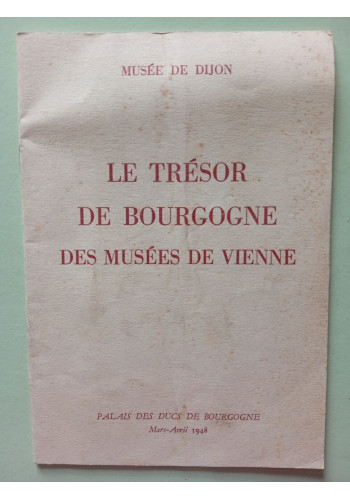 MUSÉE DE DIJON
LE TRÉSOR
DE BOURGOGNE
DES MUSÉES DE VIENNE
PALAIS DES DUCS DE BOURGOGNE
Mars-Avril 1948